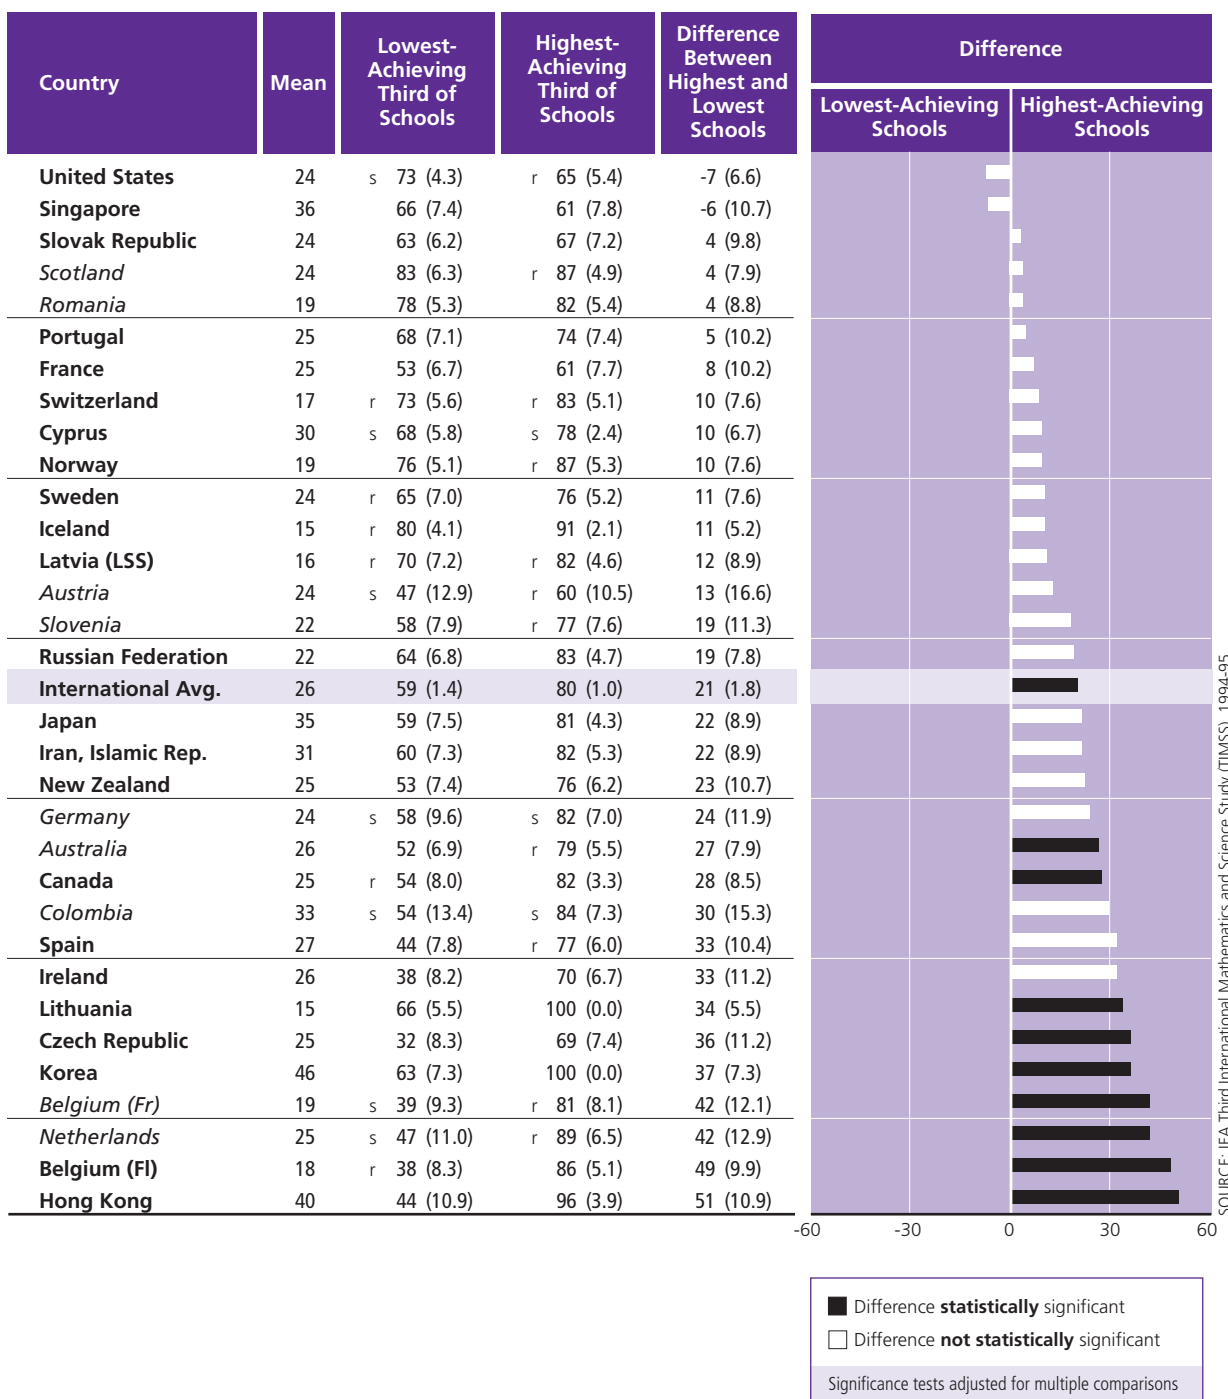 Country Mean Lowest-Achieving Third of Schools Highest-Achieving Third of Schools Difference Between Highest and Lowest Schools
Difference
Lowest-Achieving Schools Highest-Achieving Schools
United States 24 s 73 (4.3) r 65 (5.4) -7 (6.6)
Singapore 36 66 (7.4) 61 (7.8) -6 (10.7)
Slovak Republic 24 63 (6.2) 67 (7.2) 4 (9.8)
Scotland 24 83 (6.3) r 87 (4.9) 4 (7.9)
Romania 19 78 (5.3) 82 (5.4) 4 (8.8)
Portugal 25 68 (7.1) 74 (7.4) 5 (10.2)
France 25 53 (6.7) 61 (7.7) 8 (10.2)
Switzerland 17 r 73 (5.6) r 83 (5.1) 10 (7.6)
Cyprus 30 s 68 (5.8) s 78 (2.4) 10 (6.7)
Norway 19 76 (5.1) r 87 (5.3) 10 (7.6)
Sweden 24 r 65 (7.0) 76 (5.2) 11 (7.6)
Iceland 15 r 80 (4.1) 91 (2.1) 11 (5.2)
Latvia (LSS) 16 r 70 (7.2) r 82 (4.6) 12 (8.9)
Austria 24 s 47 (12.9) r 60 (10.5) 13 (16.6)
Slovenia 22 58 (7.9) r 77 (7.6) 19 (11.3)
Russian Federation 22 64 (6.8) 83 (4.7) 19 (7.8)
International Avg. 26 59 (1.4) 80 (1.0) 21 (1.8)
Japan 35 59 (7.5) 81 (4.3) 22 (8.9)
Iran, Islamic Rep. 31 60 (7.3) 82 (5.3) 22 (8.9)
New Zealand 25 53 (7.4) 76 (6.2) 23 (10.7)
Germany 24 s 58 (9.6) s 82 (7.0) 24 (11.9)
Australia 26 52 (6.9) r 79 (5.5) 27 (7.9)
Canada 25 r 54 (8.0) 82 (3.3) 28 (8.5)
Colombia 33 s 54 (13.4) s 84 (7.3) 30 (15.3)
Spain 27 44 (7.8) r 77 (6.0) 33 (10.4)
Ireland 26 38 (8.2) 70 (6.7) 33 (11.2)
Lithuania 15 66 (5.5) 100 (0.0) 34 (5.5)
Czech Republic 25 32 (8.3) 69 (7.4) 36 (11.2)
Korea 46 63 (7.3) 100 (0.0) 37 (7.3)
Belgium (Fr) 19 s 39 (9.3) r 81 (8.1) 42 (12.1)
Netherlands 25 s 47 (11.0) r 89 (6.5) 42 (12.9)
Belgium (Fl) 18 r 38 (8.3) 86 (5.1) 49 (9.9)
Hong Kong 40 44 (10.9) 96 (3.9) 51 (10.9)
-60 -30 0 30 60
Difference statistically significant
Difference not statistically significant
Significance tests adjusted for multiple comparisons
SOURCE: IEA Third International Mathematics and Science Study (TIMSS), 1994-95